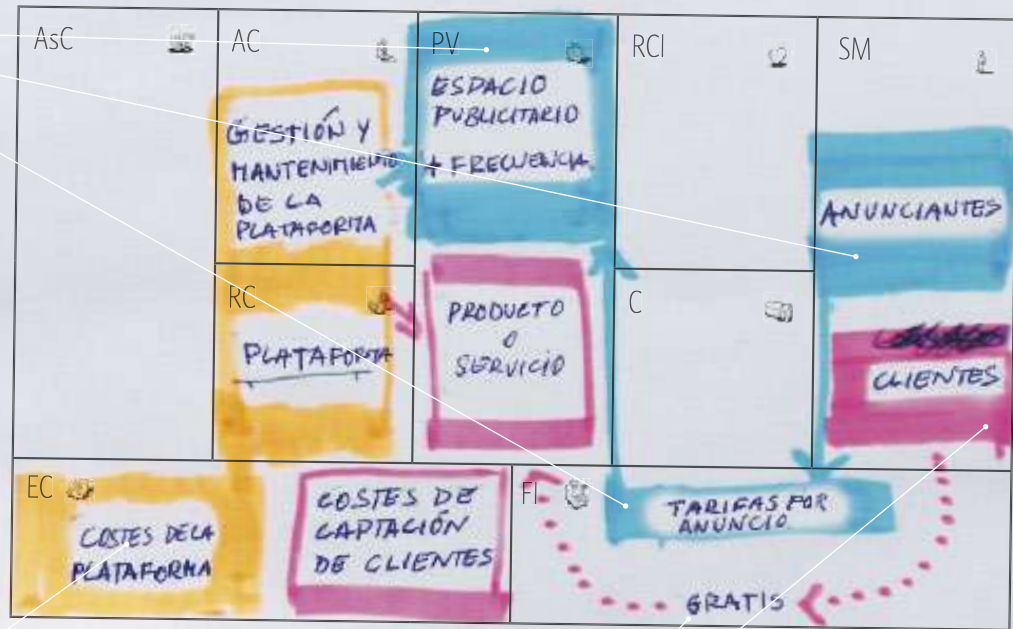 AsC
AC
GESTIÓN Y
MANTENIMIENTO
DE LA
PLATAFORMA
RC
PLATAFORMA
PV
ESPACIO
PUBLICITARIO
+ FRECUENCIA
PRODUCTO
O
SERVICIO
RCl
C
SM
ANUNCIANTES
CLIENTES
EC
COSTES DE LA
PLATAFORMA
COSTES DE
CAPTACIÓN
DE CLIENTES
FI
TARIFAS POR
ANUNCIO
GRATIS